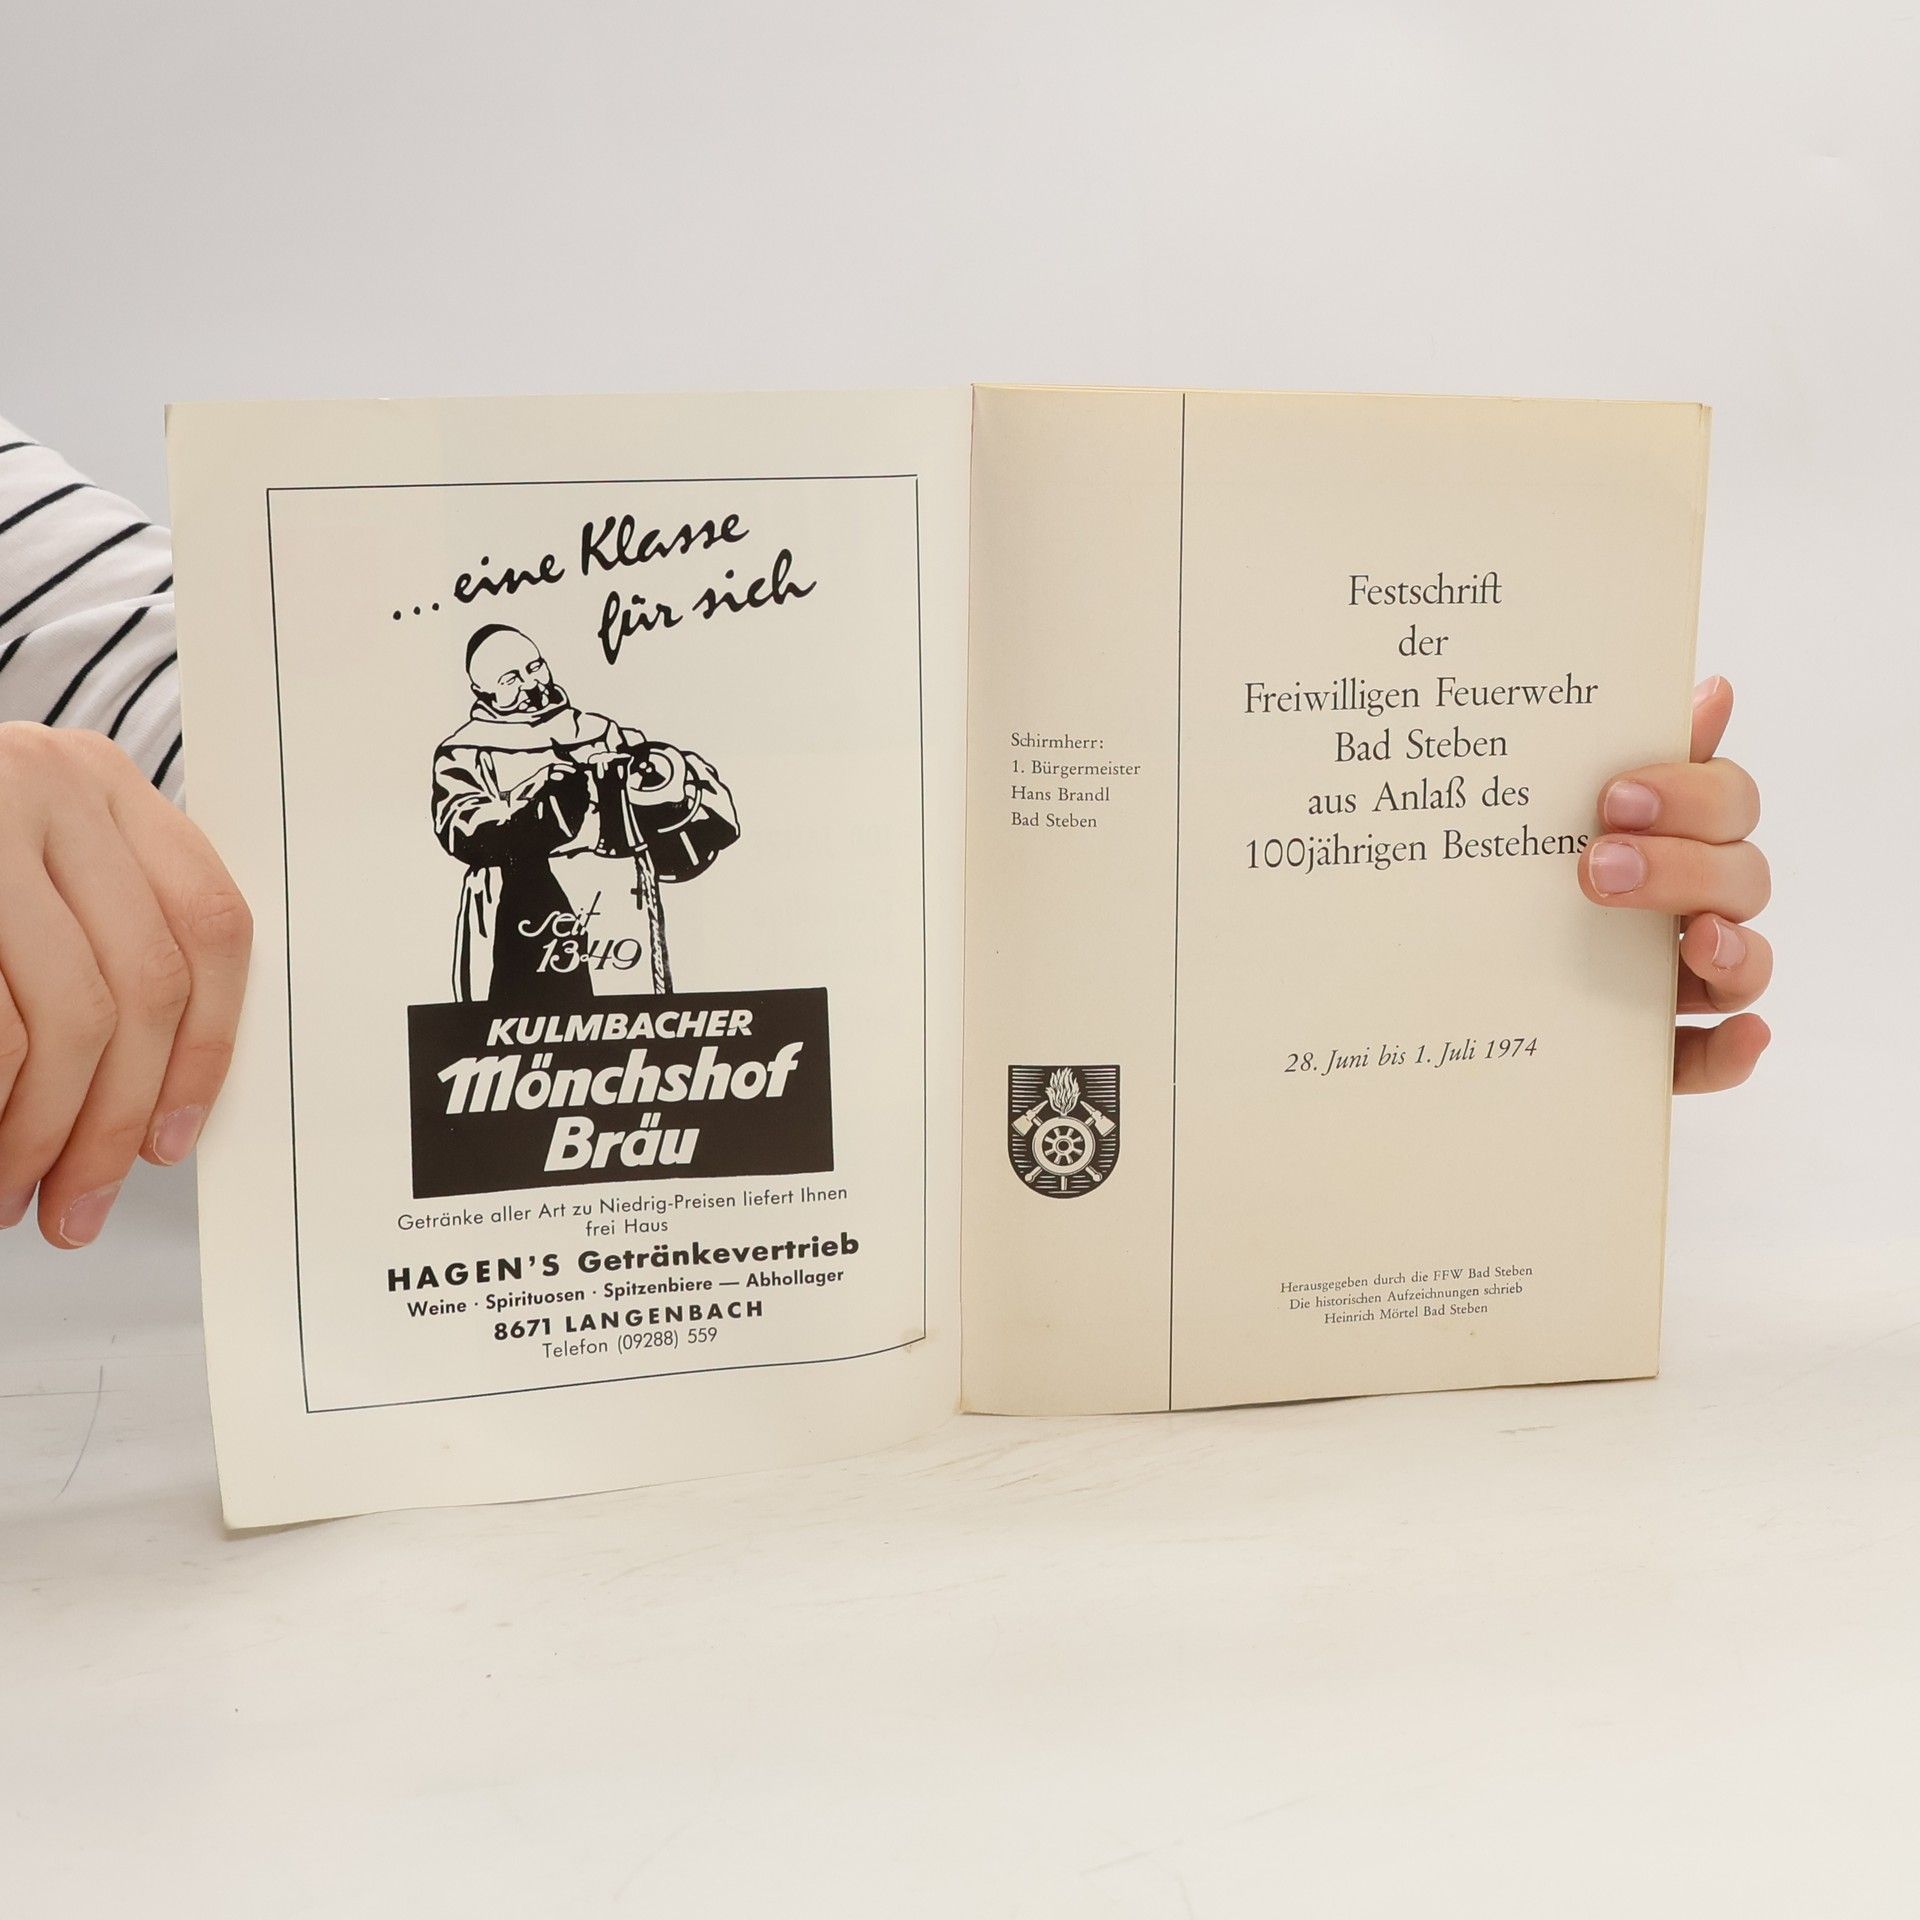 ... eine Klasse
für sich
seit
1349
KULMBACHER
Mönchshof
Bräu
Getränke aller Art zu Niedrig-Preisen liefert Ihnen
frei Haus
HAGEN'S Getränkevertrieb
Weine · Spirituosen · Spitzenbiere — Abhollager
8671 LANGENBACH
Telefon (09288) 559
Schirmherr:
1. Bürgermeister
Hans Brandl
Bad Steben
Festschrift
der
Freiwilligen Feuerwehr
Bad Steben
aus Anlaß des
100jährigen Bestehens
28. Juni bis 1. Juli 1974
Herausgegeben durch die FFW Bad Steben
Die historischen Aufzeichnungen schrieb
Heinrich Mörtel Bad Steben